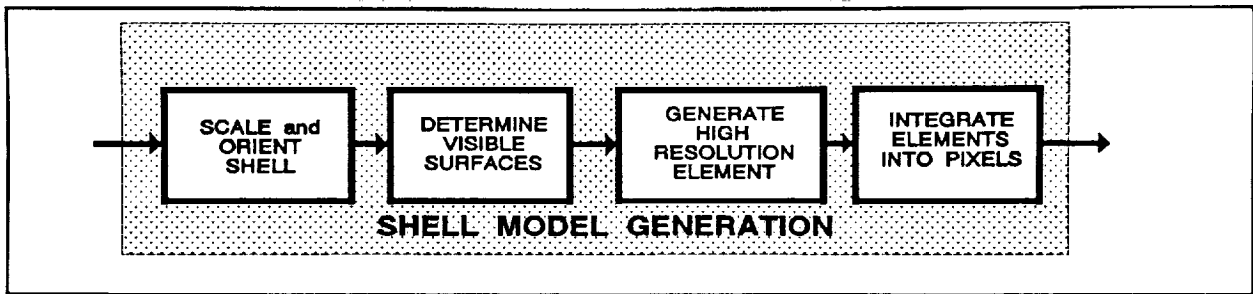 SCALE and
ORIENT
SHELL
DETERMINE
VISIBLE
SURFACES
GENERATE
HIGH
RESOLUTION
ELEMENT
INTEGRATE
ELEMENTS
INTO PIXELS
SHELL MODEL GENERATION